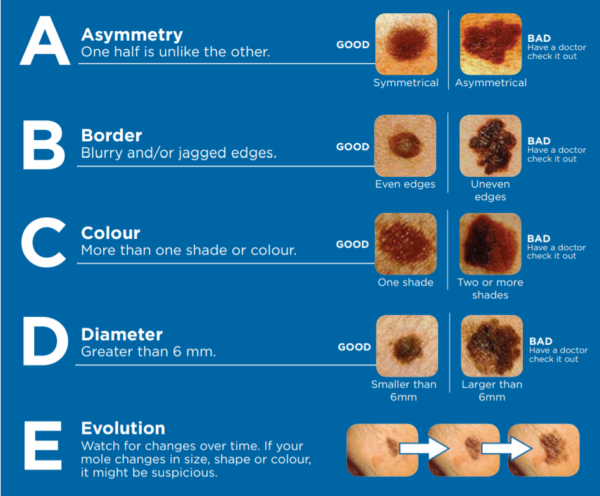 A
Asymmetry
One half is unlike the other.
GOOD
Symmetrical
Asymmetrical
BAD
Have a doctor
check it out
B
Border
Blurry and/or jagged edges.
GOOD
Even edges
Uneven
edges
BAD
Have a doctor
check it out
C
Colour
More than one shade or colour.
GOOD
One shade
Two or more
shades
BAD
Have a doctor
check it out
D
Diameter
Greater than 6 mm.
GOOD
Smaller than
6mm
Larger than
6mm
BAD
Have a doctor
check it out
E
Evolution
Watch for changes over time. If your
mole changes in size, shape or colour,
it might be suspicious.